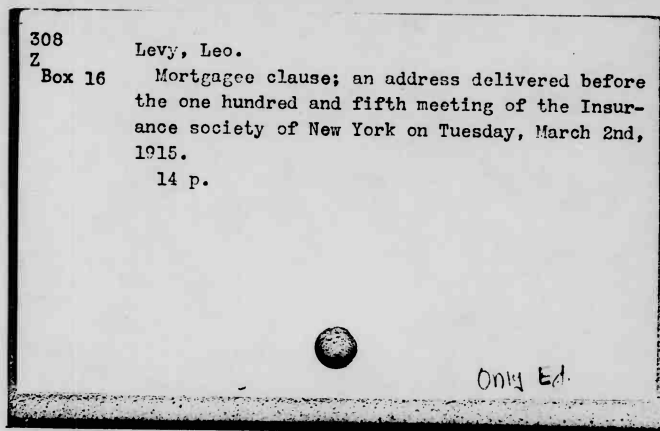 308
Z
Box 16
Levy, Leo.
Mortgagee clause; an address delivered before
the one hundred and fifth meeting of the Insur-
ance society of New York on Tuesday, March 2nd,
1915.
14 p.
Only Ed.